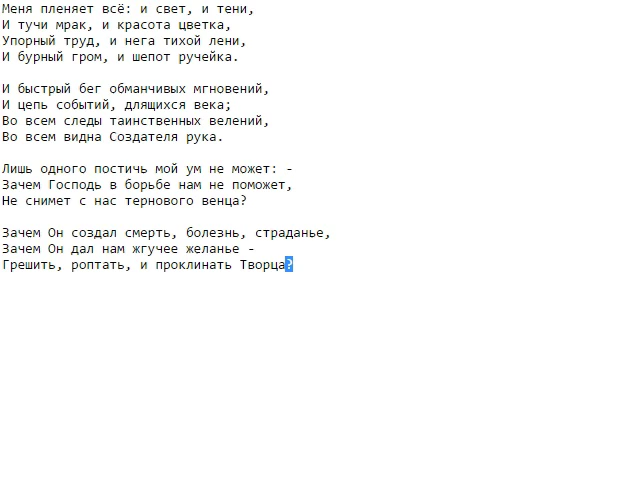 Меня пленяет всё: и свет, и тени,
И тучи мрак, и красота цветка,
Упорный труд, и нега тихой лени,
И бурный гром, и шепот ручейка.

И быстрый бег обманчивых мгновений,
И цепь событий, длящихся века;
Во всем следы таинственных велений,
Во всем видна Создателя рука.

Лишь одного постичь мой ум не может: -
Зачем Господь в борьбе нам не поможет,
Не снимет с нас тернового венца?

Зачем Он создал смерть, болезнь, страданье,
Зачем Он дал нам жгучее желанье -
Грешить, роптать, и проклинать Творца?